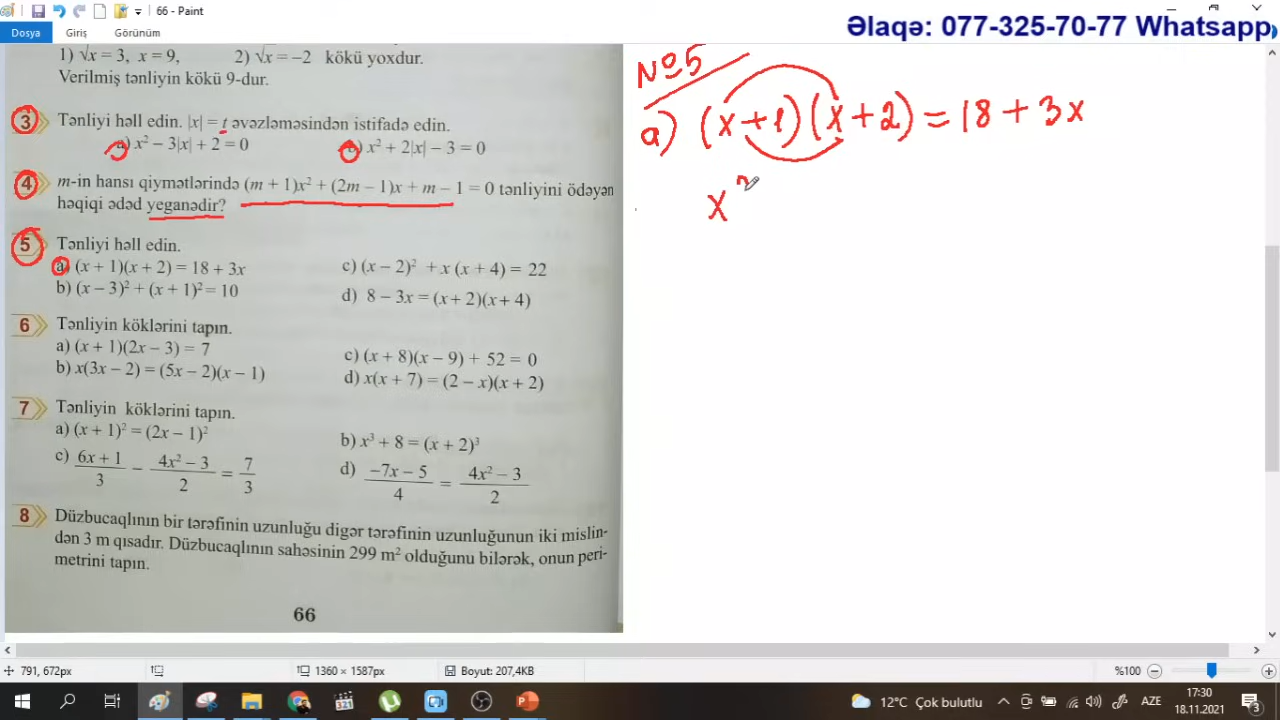 66 - Paint
Əlaqə: 077-325-70-77 Whatsapp
Dosya Giriş Görünüm
1) √x = 3, x = 9, 2) √x = −2 kökü yoxdur.
Verilmiş tənliyin kökü 9-dur.
3 Tənliyi həll edin. |x| = t əvəzləməsindən istifadə edin.
a) x² − 3|x| + 2 = 0 b) x² + 2|x| − 3 = 0
4 m-in hansı qiymətlərində (m + 1)x² + (2m − 1)x + m − 1 = 0 tənliyini ödəyən
həqiqi ədəd yeganədir?
5 Tənliyi həll edin.
a) (x + 1)(x + 2) = 18 + 3x c) (x − 2)² + x (x + 4) = 22
b) (x − 3)² + (x + 1)² = 10 d) 8 − 3x = (x + 2)(x + 4)
6 Tənliyin köklərini tapın.
a) (x + 1)(2x − 3) = 7 c) (x + 8)(x − 9) + 52 = 0
b) x(3x − 2) = (5x − 2)(x − 1) d) x(x + 7) = (2 − x)(x + 2)
7 Tənliyin köklərini tapın.
a) (x + 1)² = (2x − 1)² b) x³ + 8 = (x + 2)³
c) (6x + 1)/3 − (4x² − 3)/2 = 7/3 d) (−7x − 5)/4 = (4x² − 3)/2
8 Düzbucaqlının bir tərəfinin uzunluğu digər tərəfinin uzunluğunun iki mislin-
dən 3 m qısadır. Düzbucaqlının sahəsinin 299 m² olduğunu bilərək, onun peri-
metrini tapın.
66
№5
a) (x + 1)(x + 2) = 18 + 3x
x²
791, 672px 1360 × 1587px Boyut: 207,4KB %100
12°C Çok bulutlu AZE 17:30
18.11.2021 3